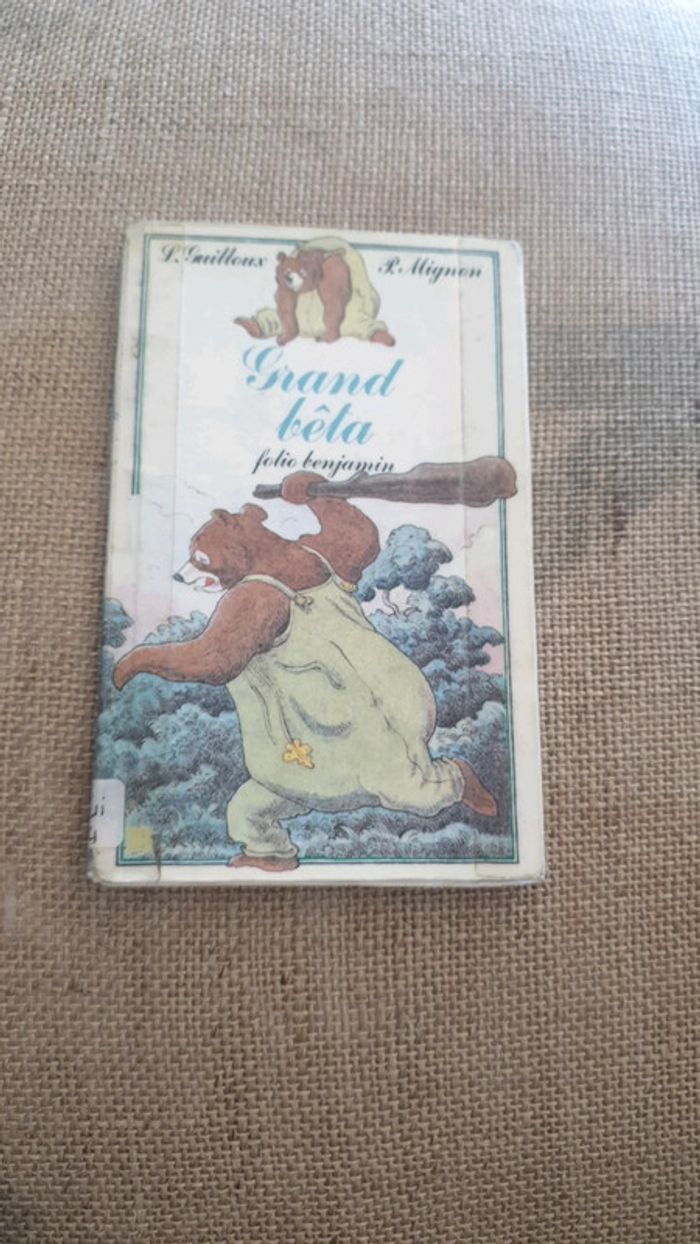 L. Guilloux
P. Mignon
Grand
bêta
folio benjamin